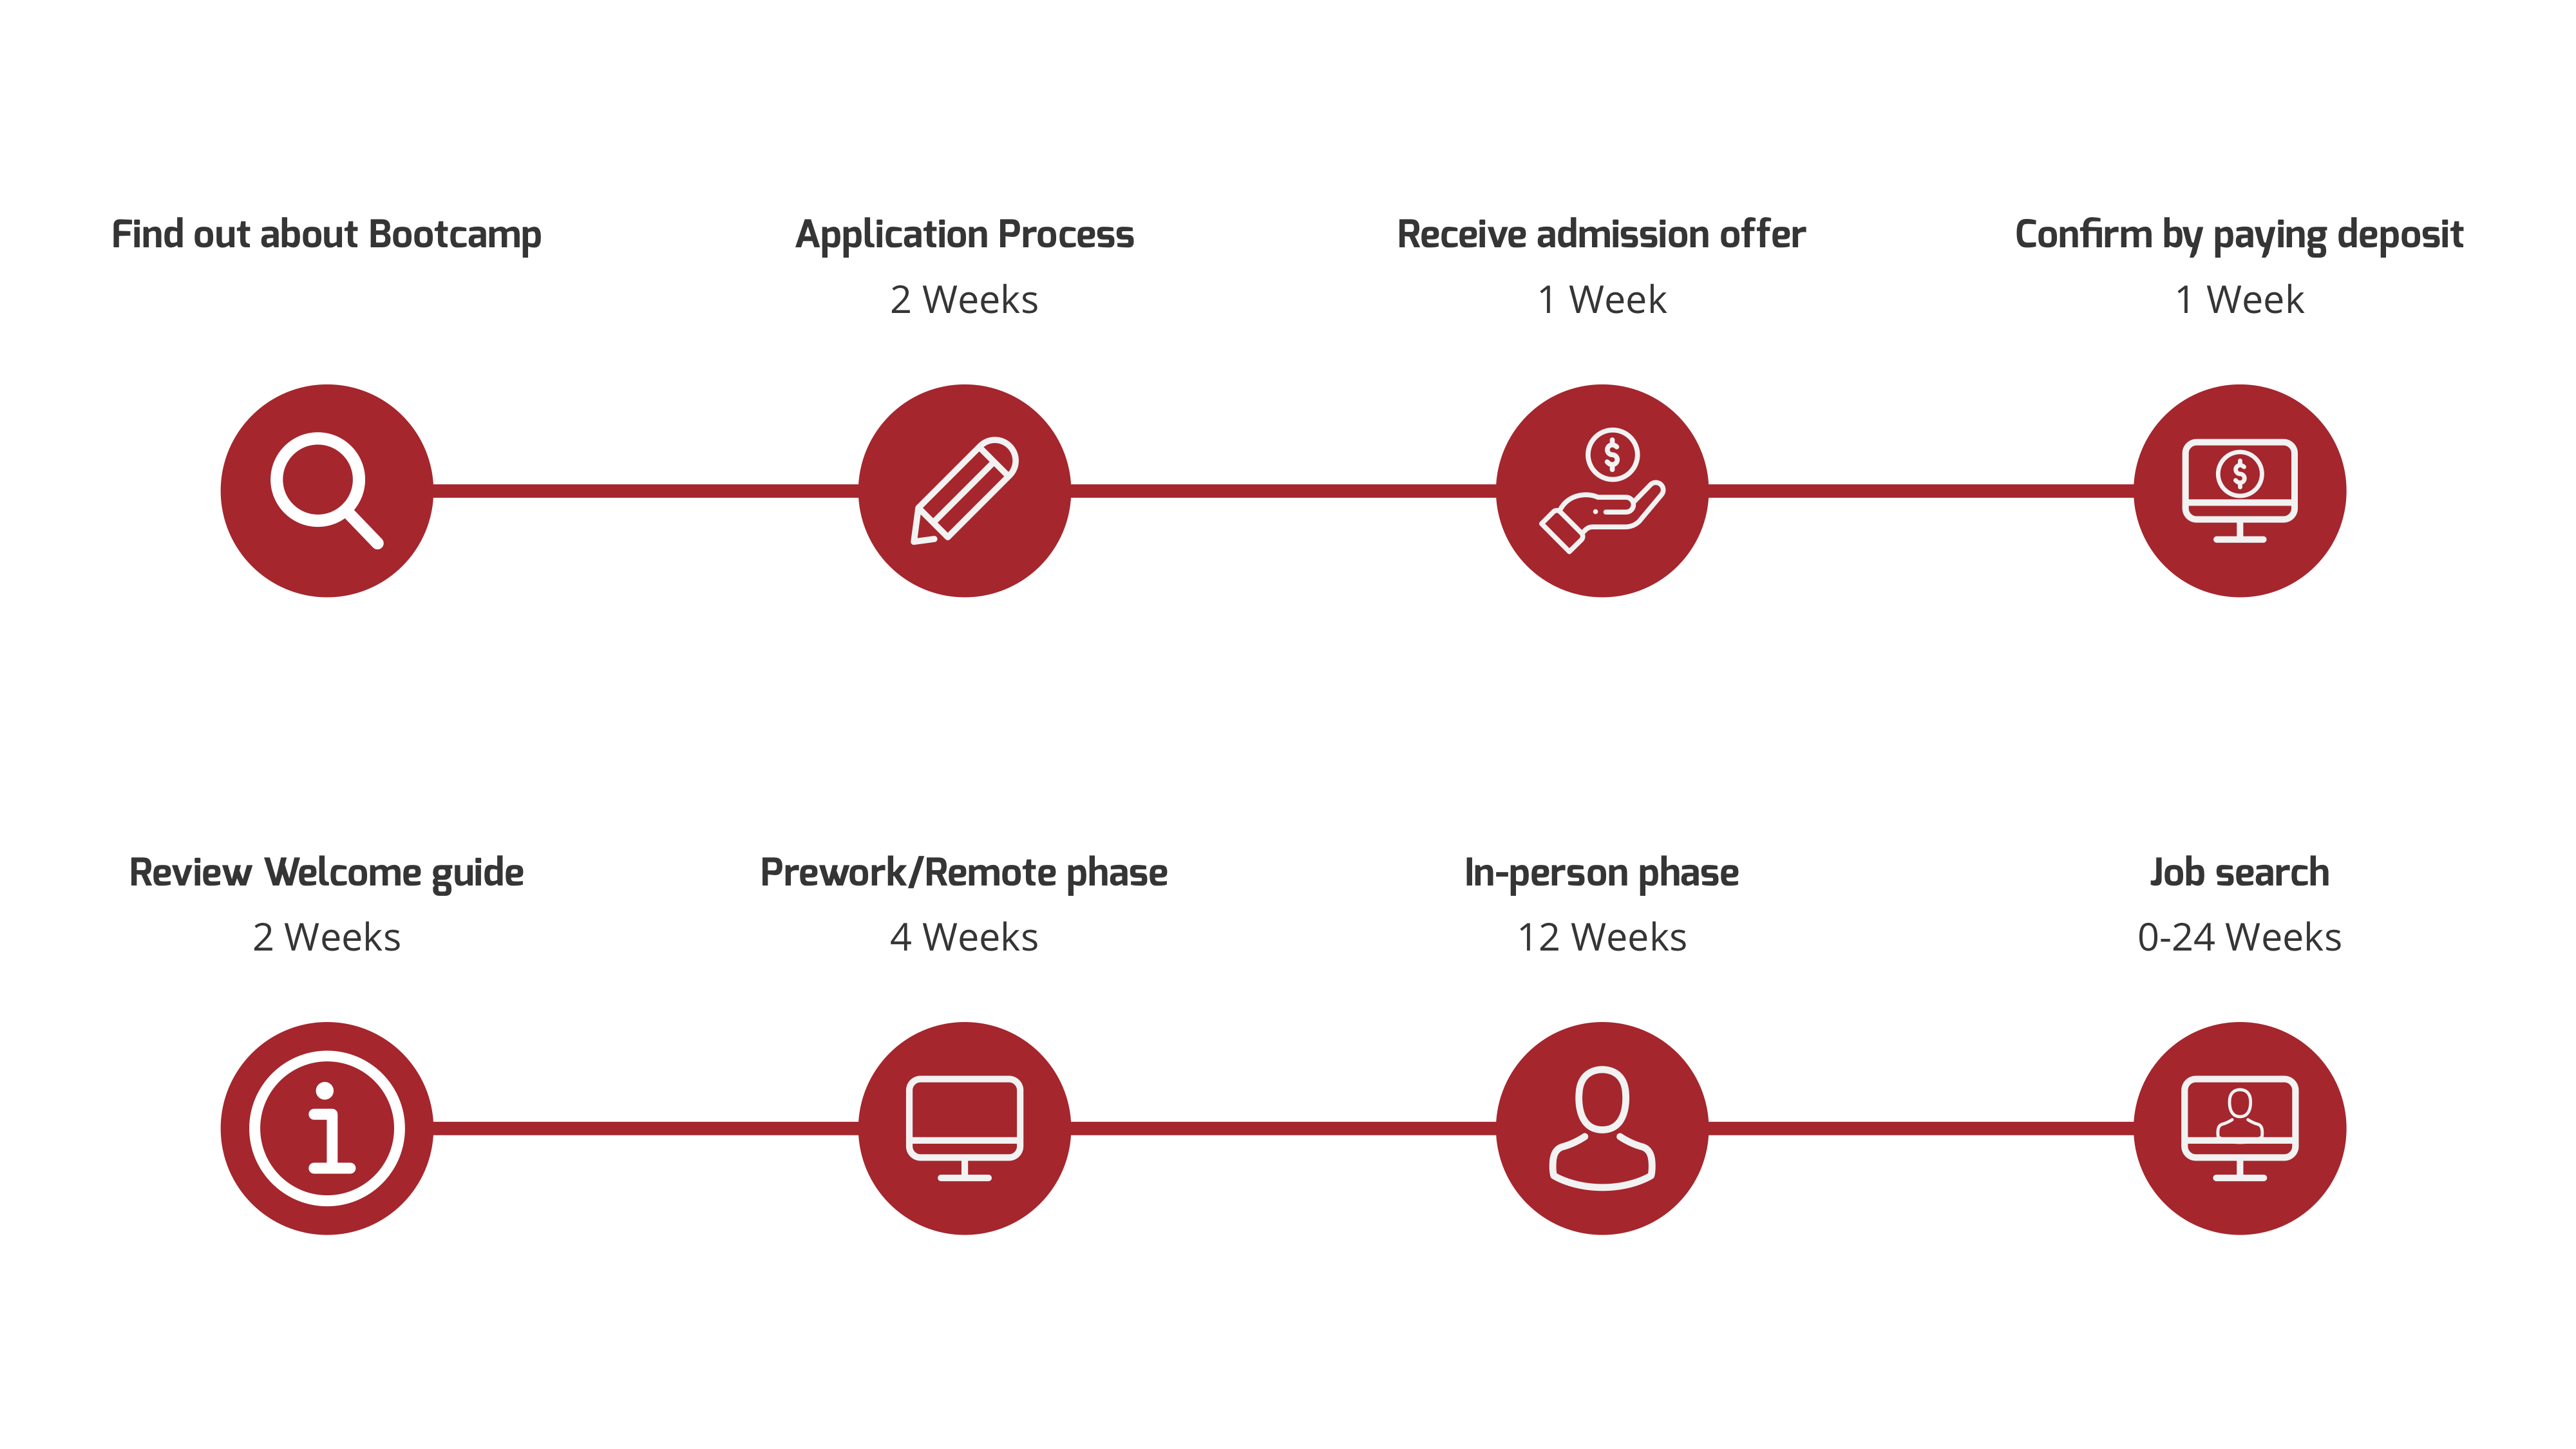 Find out about Bootcamp
Application Process
2 Weeks
Receive admission offer
1 Week
Confirm by paying deposit
1 Week
$
$
Review Welcome guide
2 Weeks
Prework/Remote phase
4 Weeks
In-person phase
12 Weeks
Job search
0-24 Weeks
i